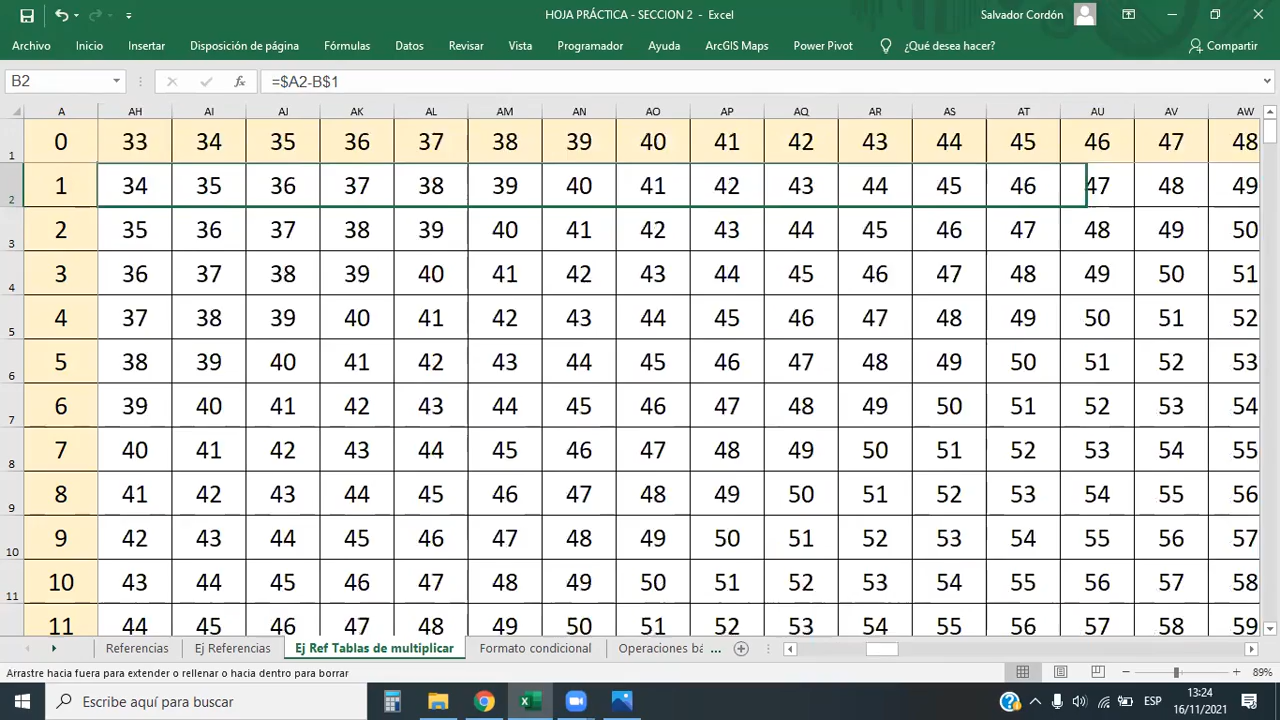 HOJA PRÁCTICA - SECCION 2 - Excel
Salvador Cordón
Archivo Inicio Insertar Disposición de página Fórmulas Datos Revisar Vista Programador Ayuda ArcGIS Maps Power Pivot ¿Qué desea hacer? Compartir
B2 fx =$A2-B$1
A AH AI AJ AK AL AM AN AO AP AQ AR AS AT AU AV AW
1 0 33 34 35 36 37 38 39 40 41 42 43 44 45 46 47 48
2 1 34 35 36 37 38 39 40 41 42 43 44 45 46 47 48 49
3 2 35 36 37 38 39 40 41 42 43 44 45 46 47 48 49 50
4 3 36 37 38 39 40 41 42 43 44 45 46 47 48 49 50 51
5 4 37 38 39 40 41 42 43 44 45 46 47 48 49 50 51 52
6 5 38 39 40 41 42 43 44 45 46 47 48 49 50 51 52 53
7 6 39 40 41 42 43 44 45 46 47 48 49 50 51 52 53 54
8 7 40 41 42 43 44 45 46 47 48 49 50 51 52 53 54 55
9 8 41 42 43 44 45 46 47 48 49 50 51 52 53 54 55 56
10 9 42 43 44 45 46 47 48 49 50 51 52 53 54 55 56 57
11 10 43 44 45 46 47 48 49 50 51 52 53 54 55 56 57 58
11 44 45 46 47 48 49 50 51 52 53 54 55 56 57 58 59
Referencias Ej Referencias Ej Ref Tablas de multiplicar Formato condicional Operaciones bá ...
Arrastre hacia fuera para extender o rellenar o hacia dentro para borrar
89%
Escribe aquí para buscar
ESP
13:24
16/11/2021